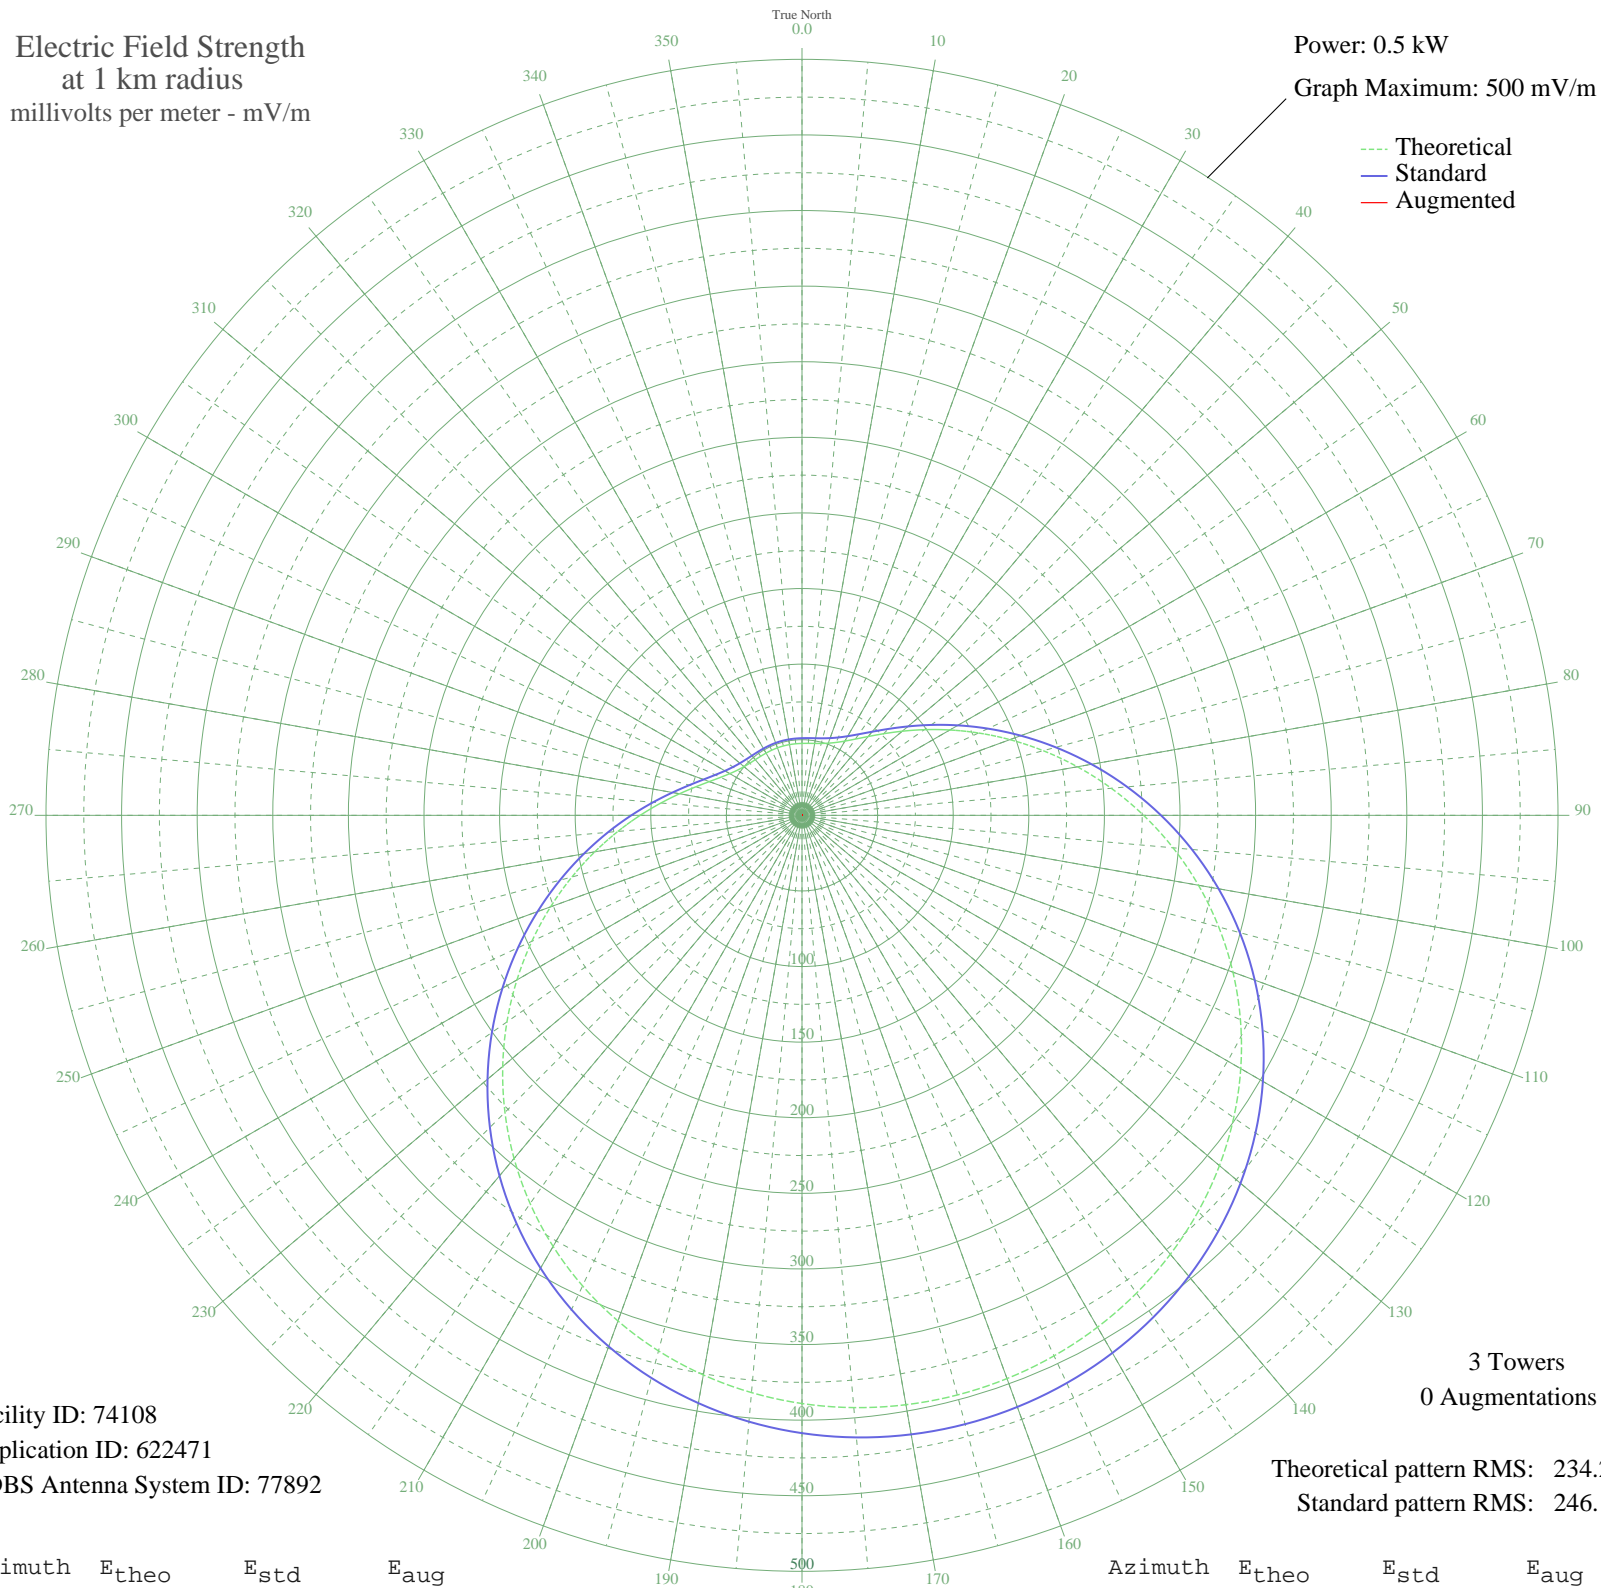 True North
0.0
Electric Field Strength
at 1 km radius
millivolts per meter - mV/m
Power: 0.5 kW
Graph Maximum: 500 mV/m
Theoretical
Standard
Augmented
10
20
30
40
50
60
70
80
90
100
110
120
130
140
150
160
170
190
200
210
220
230
240
250
260
270
280
290
300
310
320
330
340
350
100
150
200
250
300
350
400
450
500
3 Towers
0 Augmentations
cility ID: 74108
plication ID: 622471
DBS Antenna System ID: 77892
Theoretical pattern RMS: 234.
Standard pattern RMS: 246.
imuth Etheo Estd Eaug
Azimuth Etheo Estd Eaug